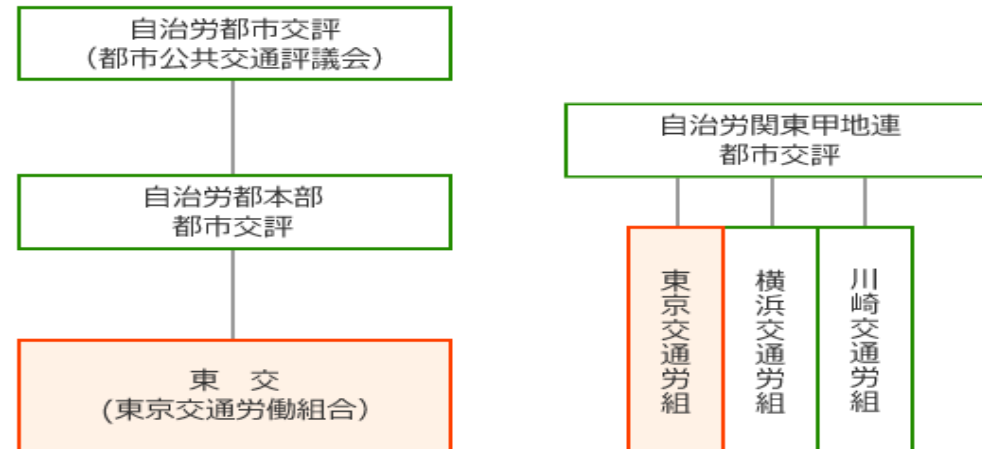 自治労都市交評
（都市公共交通評議会）
自治労都本部
都市交評
東　交
(東京交通労働組合）
自治労関東甲地連
都市交評
東京交通労組
横浜交通労組
川崎交通労組